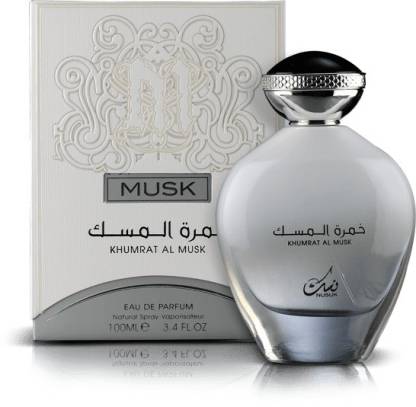 MUSK
خمرة المسك
KHUMRAT AL MUSK
EAU DE PARFUM
Natural Spray Vaporisateur
100ML℮ 3.4 FL OZ
خمرة المسك
KHUMRAT AL MUSK
نسك
NUSUK